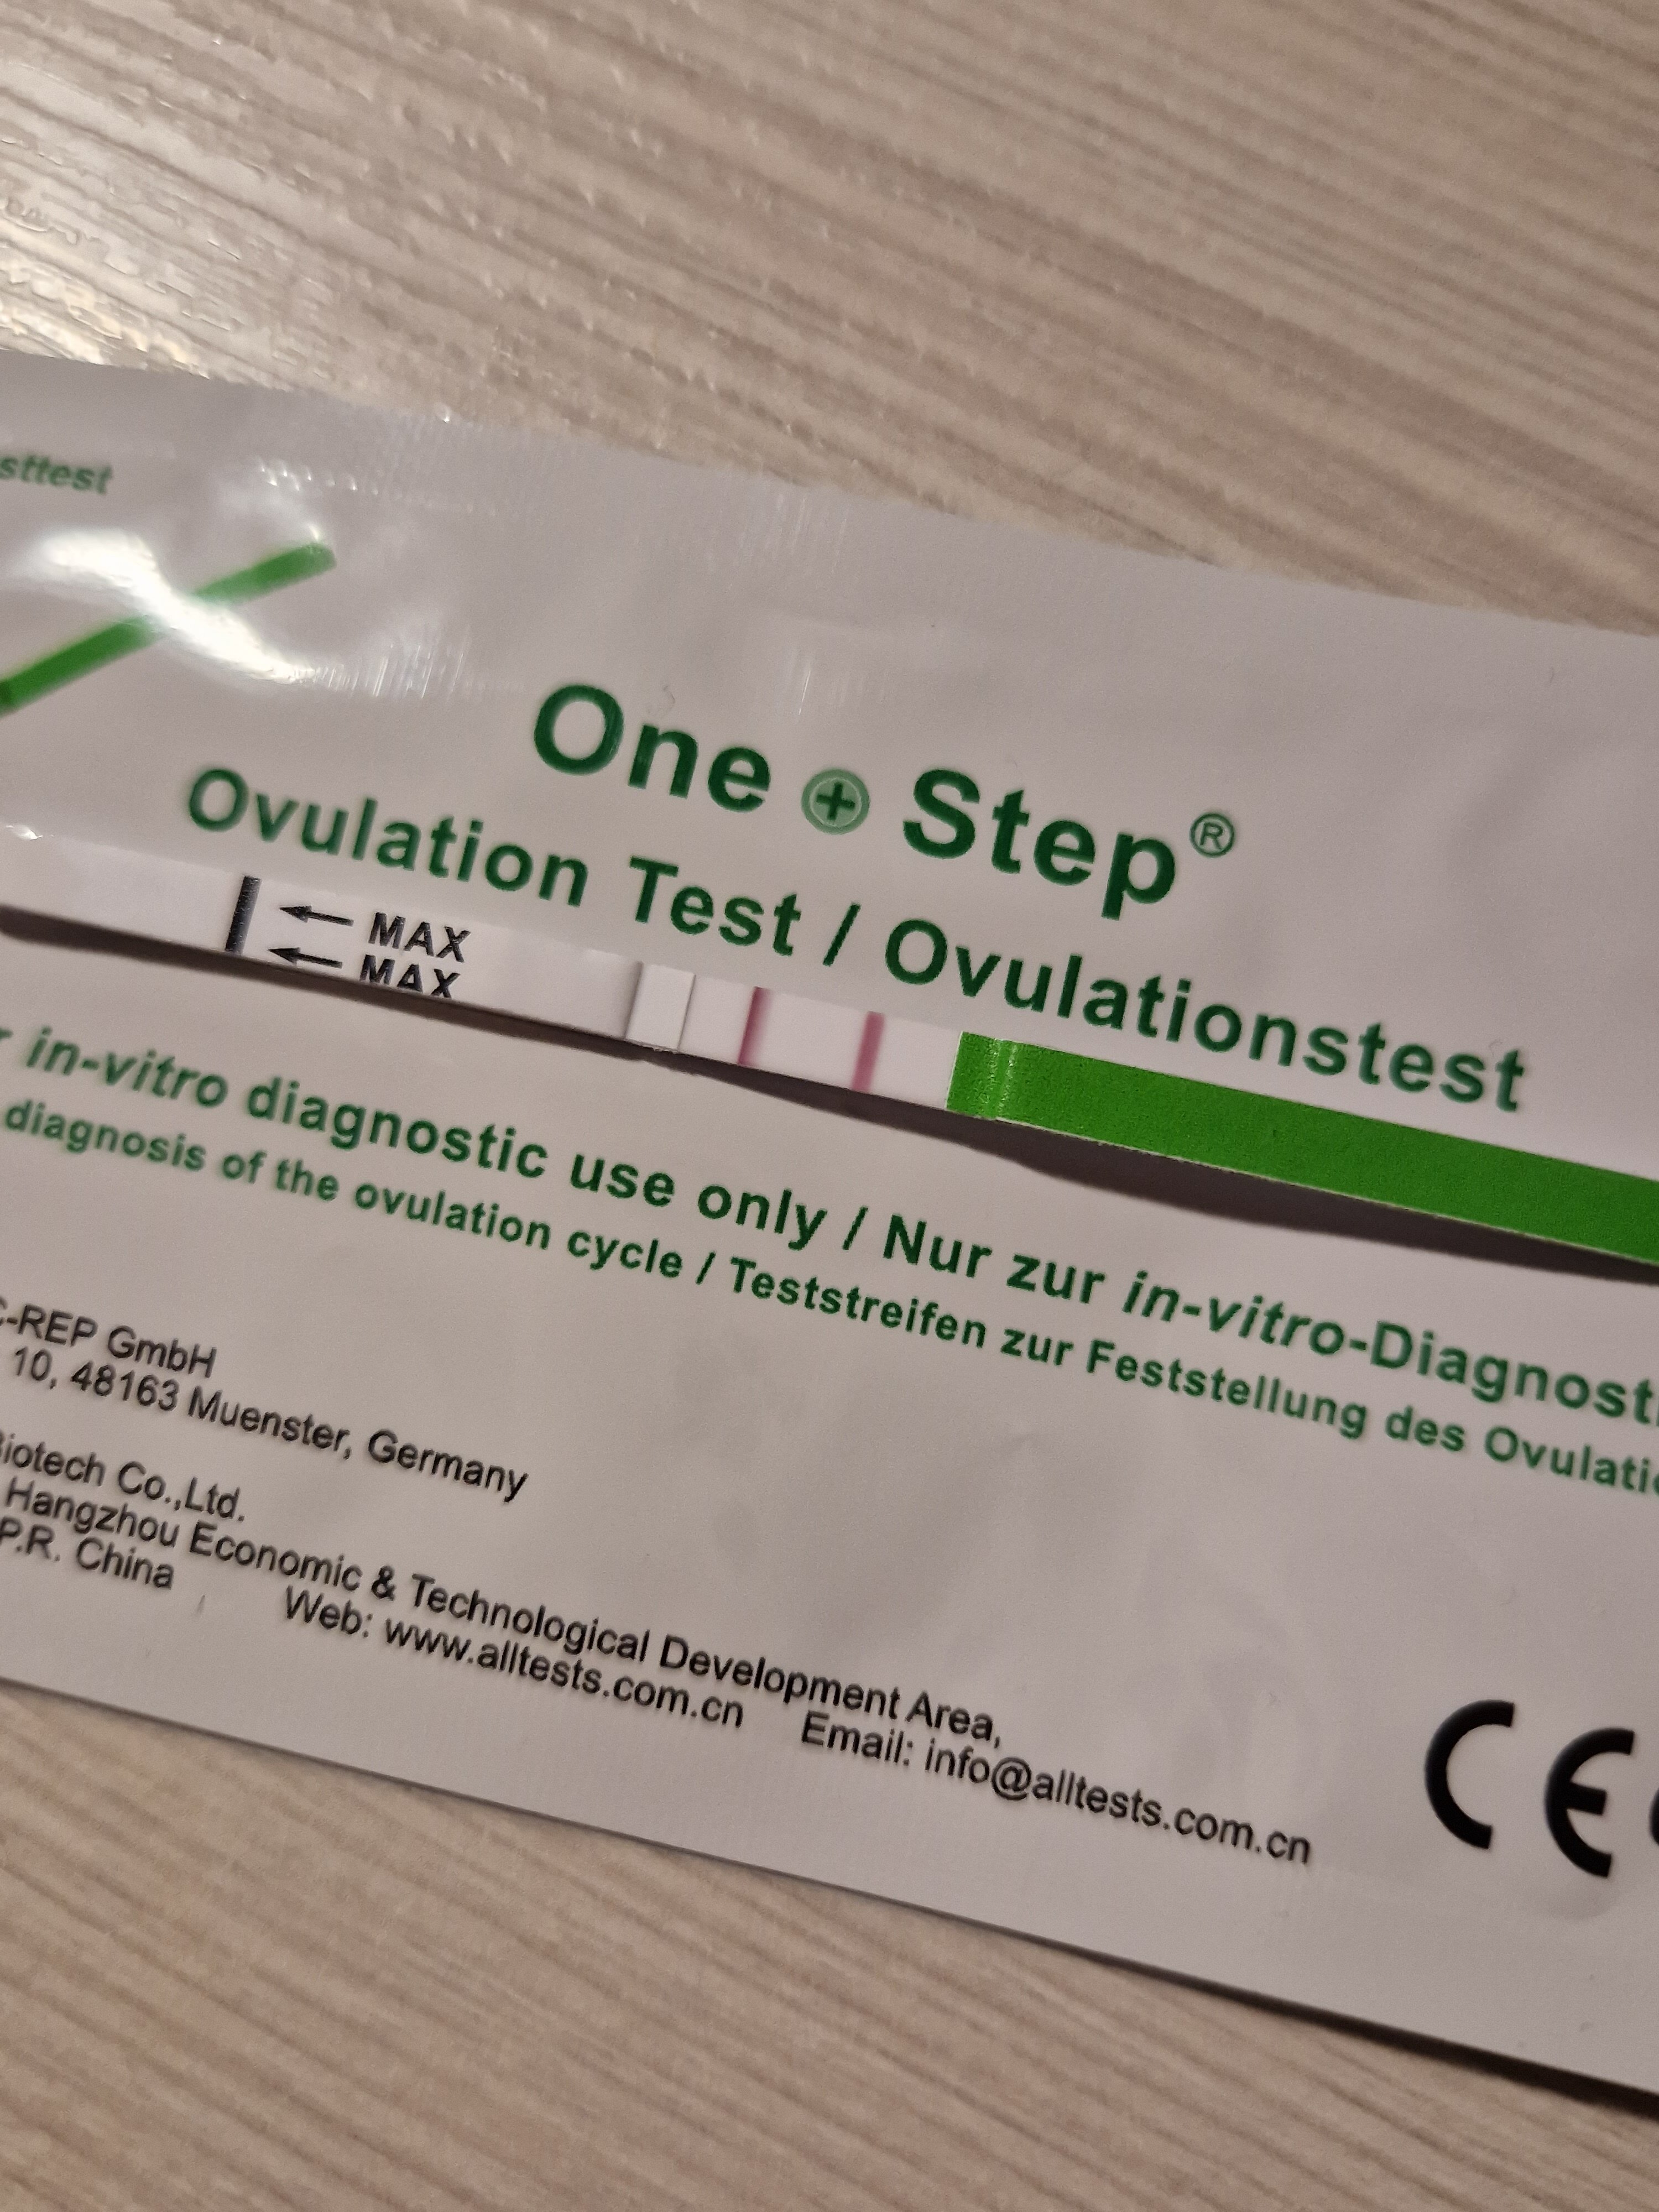 sttest
One + Step®
Ovulation Test / Ovulationstest
MAX
MAX
in-vitro diagnostic use only / Nur zur in-vitro-Diagnost
diagnosis of the ovulation cycle / Teststreifen zur Feststellung des Ovulati
C-REP GmbH
10, 48163 Muenster, Germany
Biotech Co.,Ltd.
Hangzhou Economic & Technological Development Area,
P.R. China
Web: www.alltests.com.cn Email: info@alltests.com.cn
CE